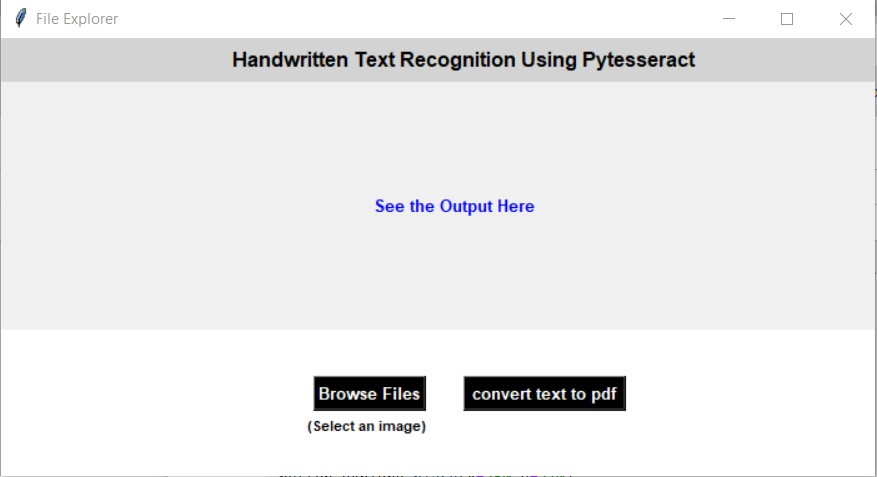 File Explorer
Handwritten Text Recognition Using Pytesseract
See the Output Here
Browse Files
convert text to pdf
(Select an image)